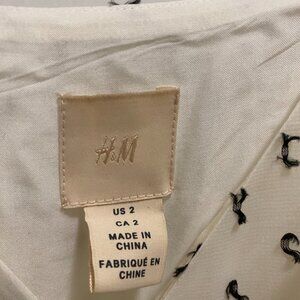 H&M
US 2
CA 2
MADE IN
CHINA
FABRIQUÉ EN
CHINE